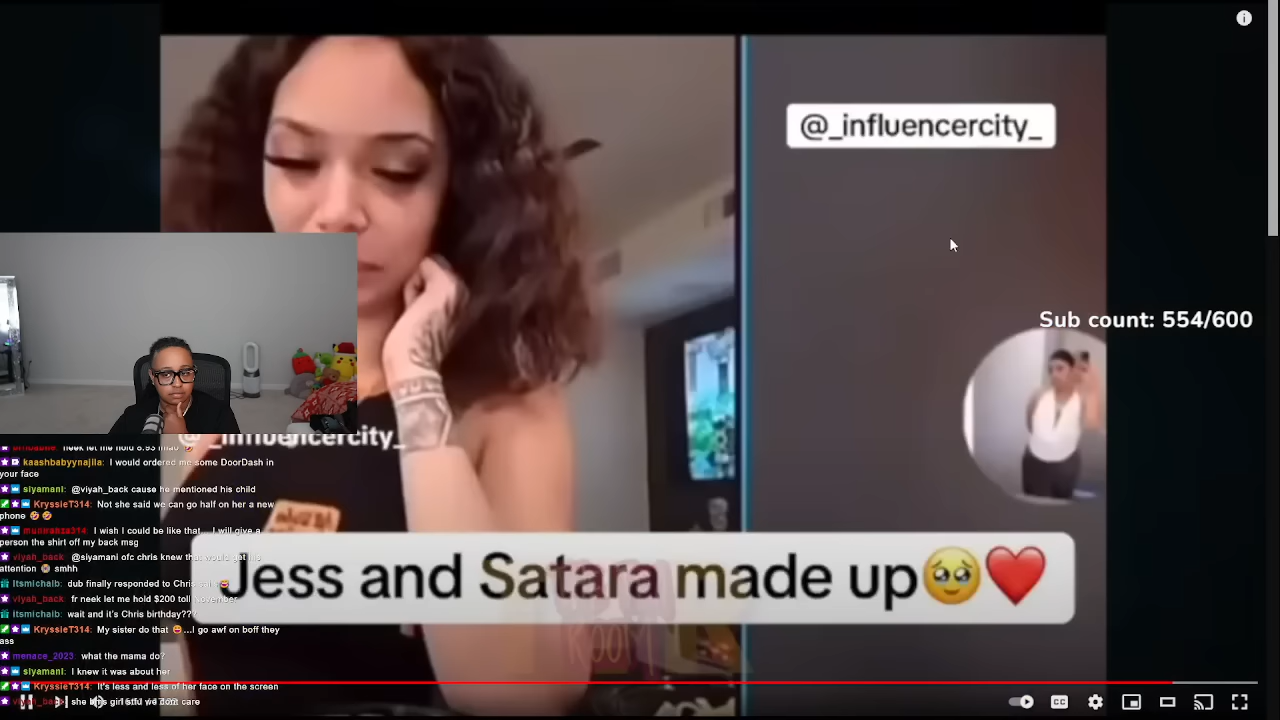 @_influencercity_
Sub count: 554/600
@_influencercity_
kaashbabyynajila: I would ordered me some DoorDash in
your face
siyamani: @viyah_back cause he mentioned his child
KryssieT314: Not she said we can go half on her a new
phone 🤣 🤣
I wish I could be like that... I will give a
person the shirt off my back msg
viyah_back: @siyamani ofc chris knew that would get his
attention smhh
Jess and Satara made up🥹❤️
itsmichaib: dub finally responded to Chris
viyah_back: fr neek let me hold $200 toll November
itsmichaib: wait and it's Chris birthday??
KryssieT314: My sister do that ...I go awf on boff they
ass
menace_2023: what the mama do?
siyamani: I knew it was about her
KryssieT314: It's less and less of her face on the screen
ROOM
CC